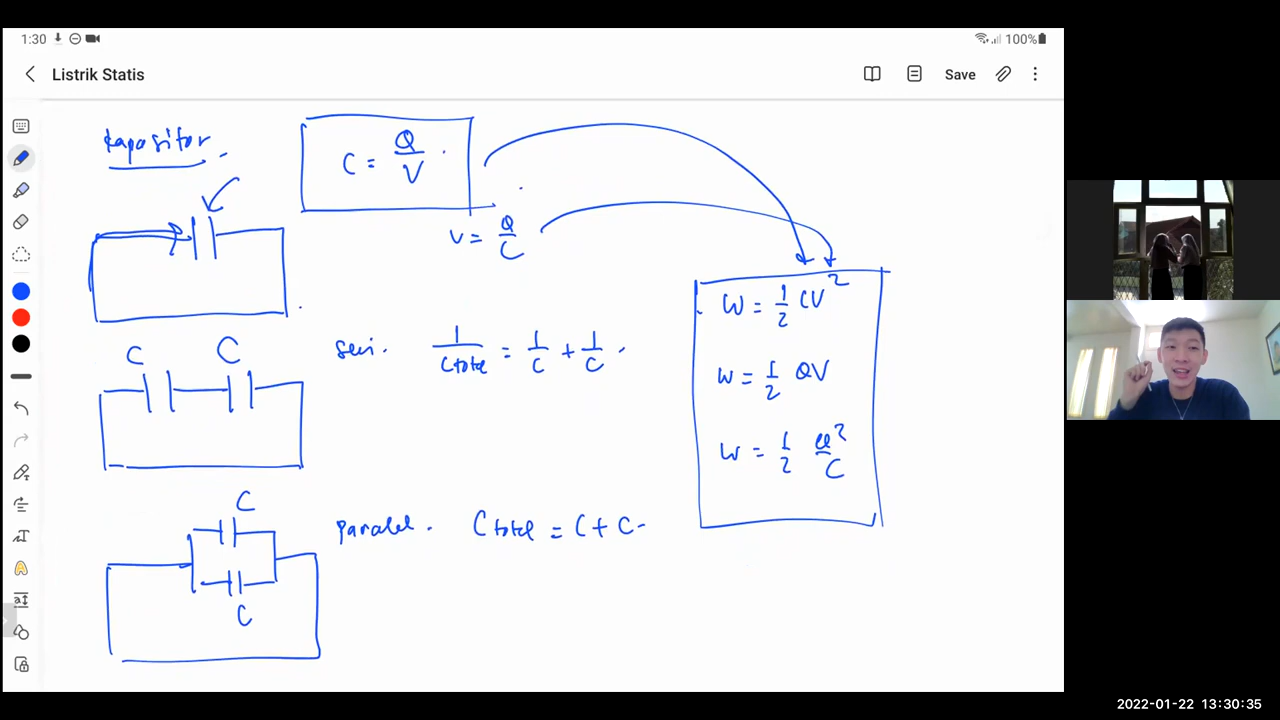 1:30
100%
Listrik Statis
Save
Kapasitor
C = Q/V
V = Q/C
W = 1/2 CV²
W = 1/2 QV
W = 1/2 Q²/C
C C
Seri. 1/Ctotal = 1/C + 1/C
C
Paralel. Ctotal = C + C
C
2022-01-22 13:30:35